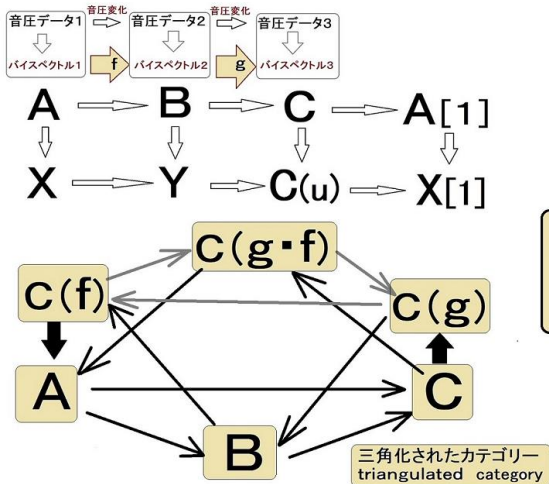 音圧データ1 音圧変化 音圧データ2 音圧変化 音圧データ3
バイスペクトル1 f バイスペクトル2 g バイスペクトル3
A B C A[1]
X Y C(u) X[1]
C(g▪f)
C(f)
C(g)
A
C
B
三角化されたカテゴリー
triangulated category